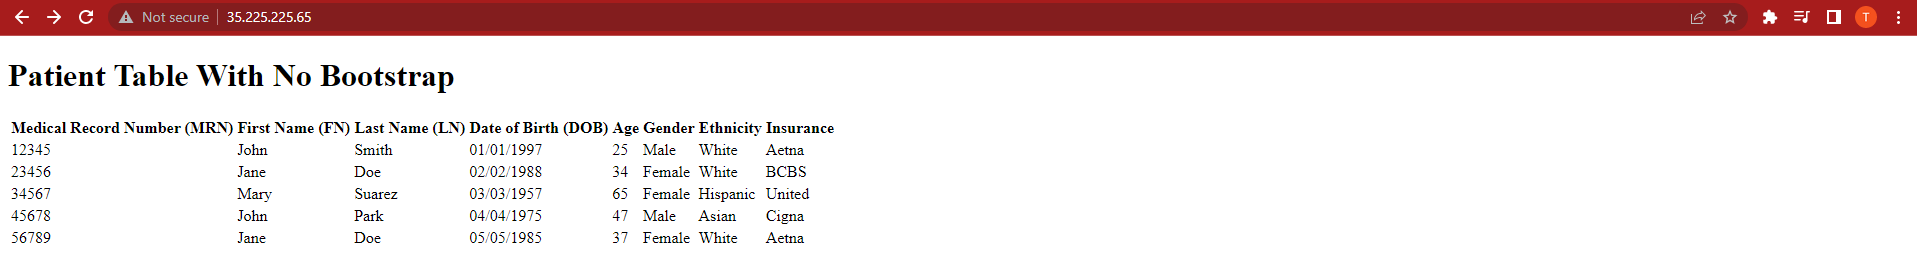 Not secure 35.225.225.65 T
Patient Table With No Bootstrap
Medical Record Number (MRN) First Name (FN) Last Name (LN) Date of Birth (DOB) Age Gender Ethnicity Insurance
12345 John Smith 01/01/1997 25 Male White Aetna
23456 Jane Doe 02/02/1988 34 Female White BCBS
34567 Mary Suarez 03/03/1957 65 Female Hispanic United
45678 John Park 04/04/1975 47 Male Asian Cigna
56789 Jane Doe 05/05/1985 37 Female White Aetna